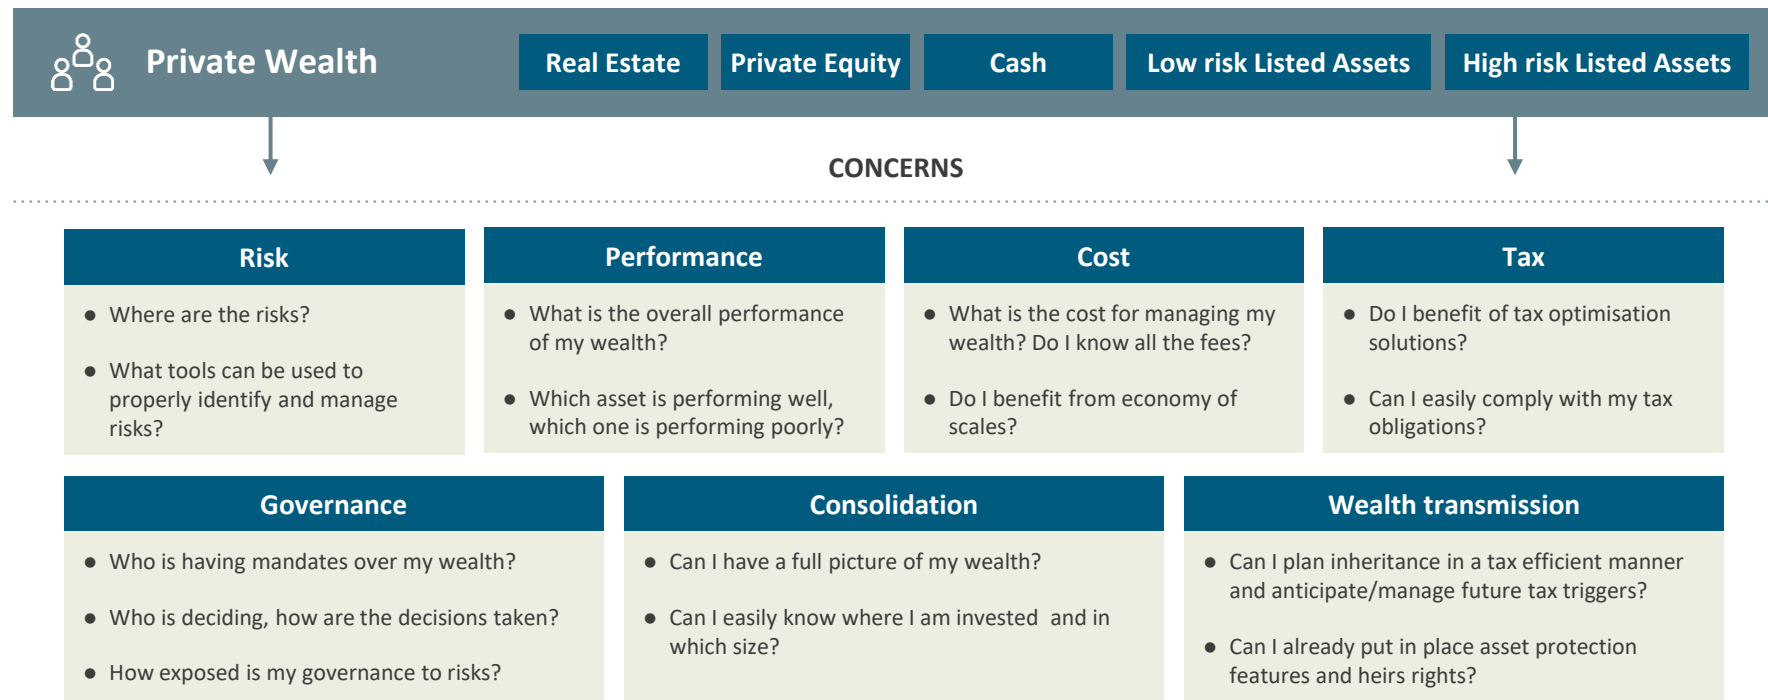 Private Wealth
Real Estate
Private Equity
Cash
Low risk Listed Assets
High risk Listed Assets
CONCERNS
Risk
● Where are the risks?
● What tools can be used to
properly identify and manage
risks?
Performance
● What is the overall performance
of my wealth?
● Which asset is performing well,
which one is performing poorly?
Cost
● What is the cost for managing my
wealth? Do I know all the fees?
● Do I benefit from economy of
scales?
Tax
● Do I benefit of tax optimisation
solutions?
● Can I easily comply with my tax
obligations?
Governance
● Who is having mandates over my wealth?
● Who is deciding, how are the decisions taken?
● How exposed is my governance to risks?
Consolidation
● Can I have a full picture of my wealth?
● Can I easily know where I am invested and in
which size?
Wealth transmission
● Can I plan inheritance in a tax efficient manner
and anticipate/manage future tax triggers?
● Can I already put in place asset protection
features and heirs rights?